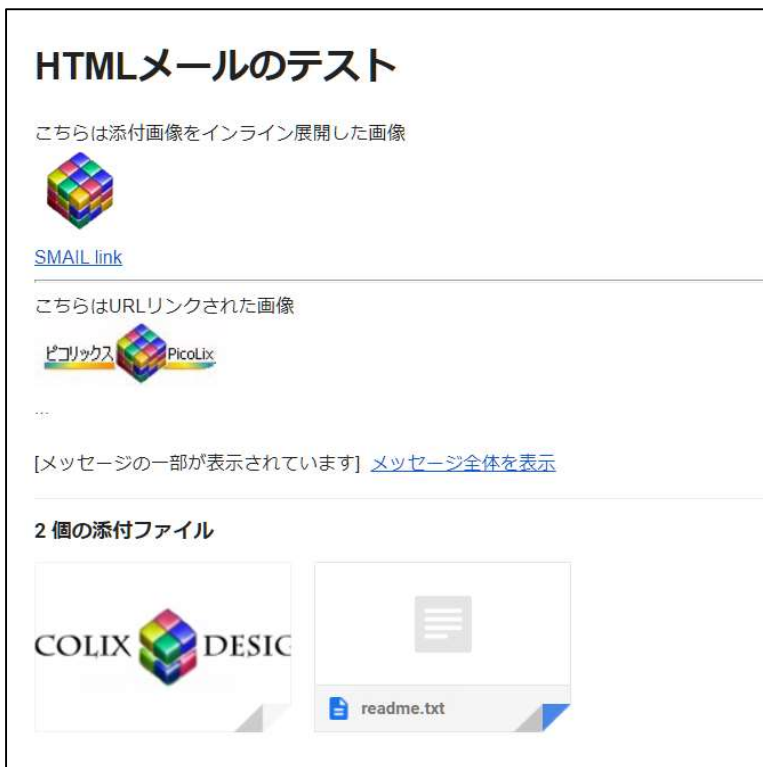 HTMLメールのテスト
こちらは添付画像をインライン展開した画像
SMAIL link
こちらはURLリンクされた画像
ピコリックス PicoLix
...
[メッセージの一部が表示されています] メッセージ全体を表示
2 個の添付ファイル
COLIX DESIG
readme.txt